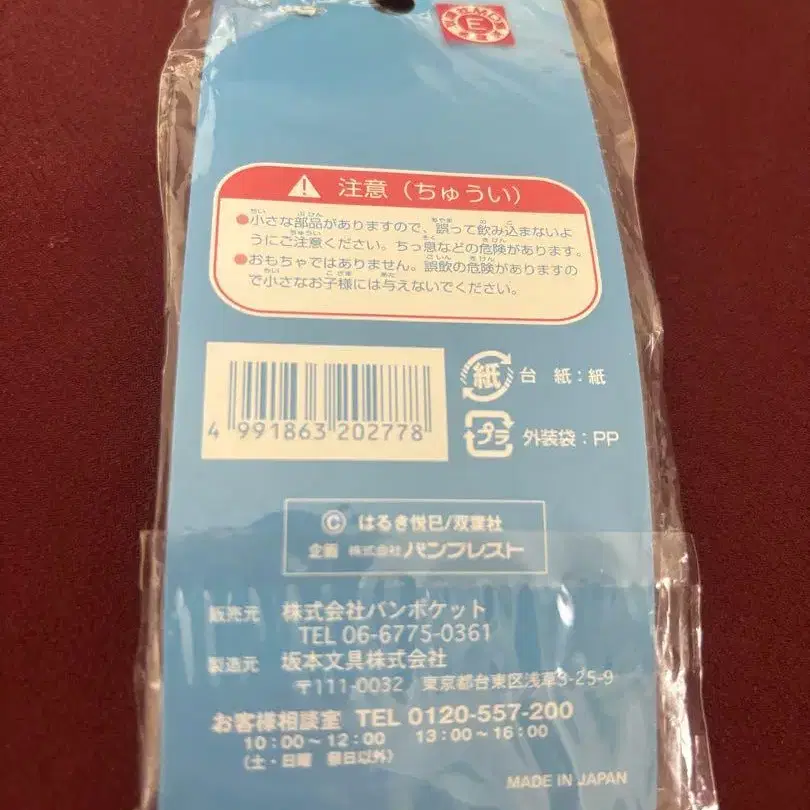 E
注意（ちゅうい）
●小さな部品がありますので、誤って飲み込まないよ
うにご注意ください。ちっ息などの危険があります。
●おもちゃではありません。誤飲の危険がありますの
で小さなお子様には与えないでください。
4 991863 202778
紙 台 紙：紙
プラ 外装袋：PP
© はるき悦巳/双葉社
企画 株式会社 バンプレスト
販売元 株式会社バンポケット
TEL 06-6775-0361
製造元 坂本文具株式会社
〒111-0032 東京都台東区浅草3-25-9
お客様相談室 TEL 0120-557-200
10：00～12：00 13：00～16：00
（土・日曜 祭日以外）
MADE IN JAPAN